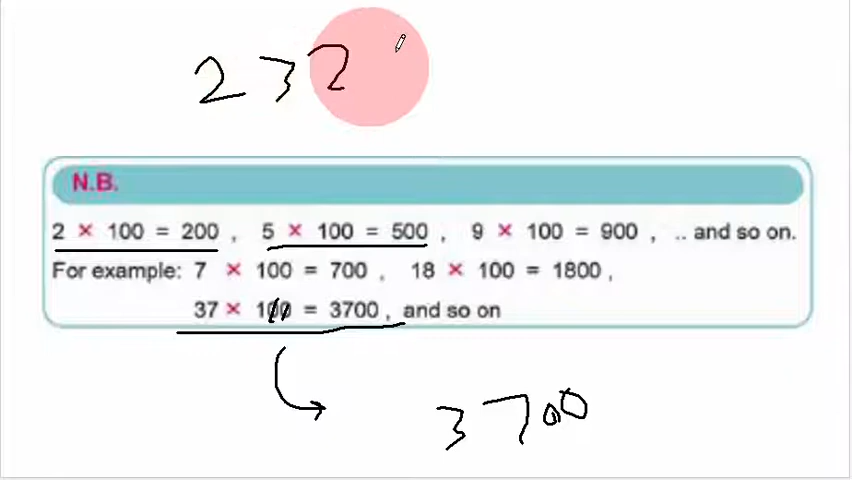 232
N.B.
2 × 100 = 200 , 5 × 100 = 500 , 9 × 100 = 900 , .. and so on.
For example: 7 × 100 = 700 , 18 × 100 = 1800 ,
37 × 100 = 3700 , and so on
3700